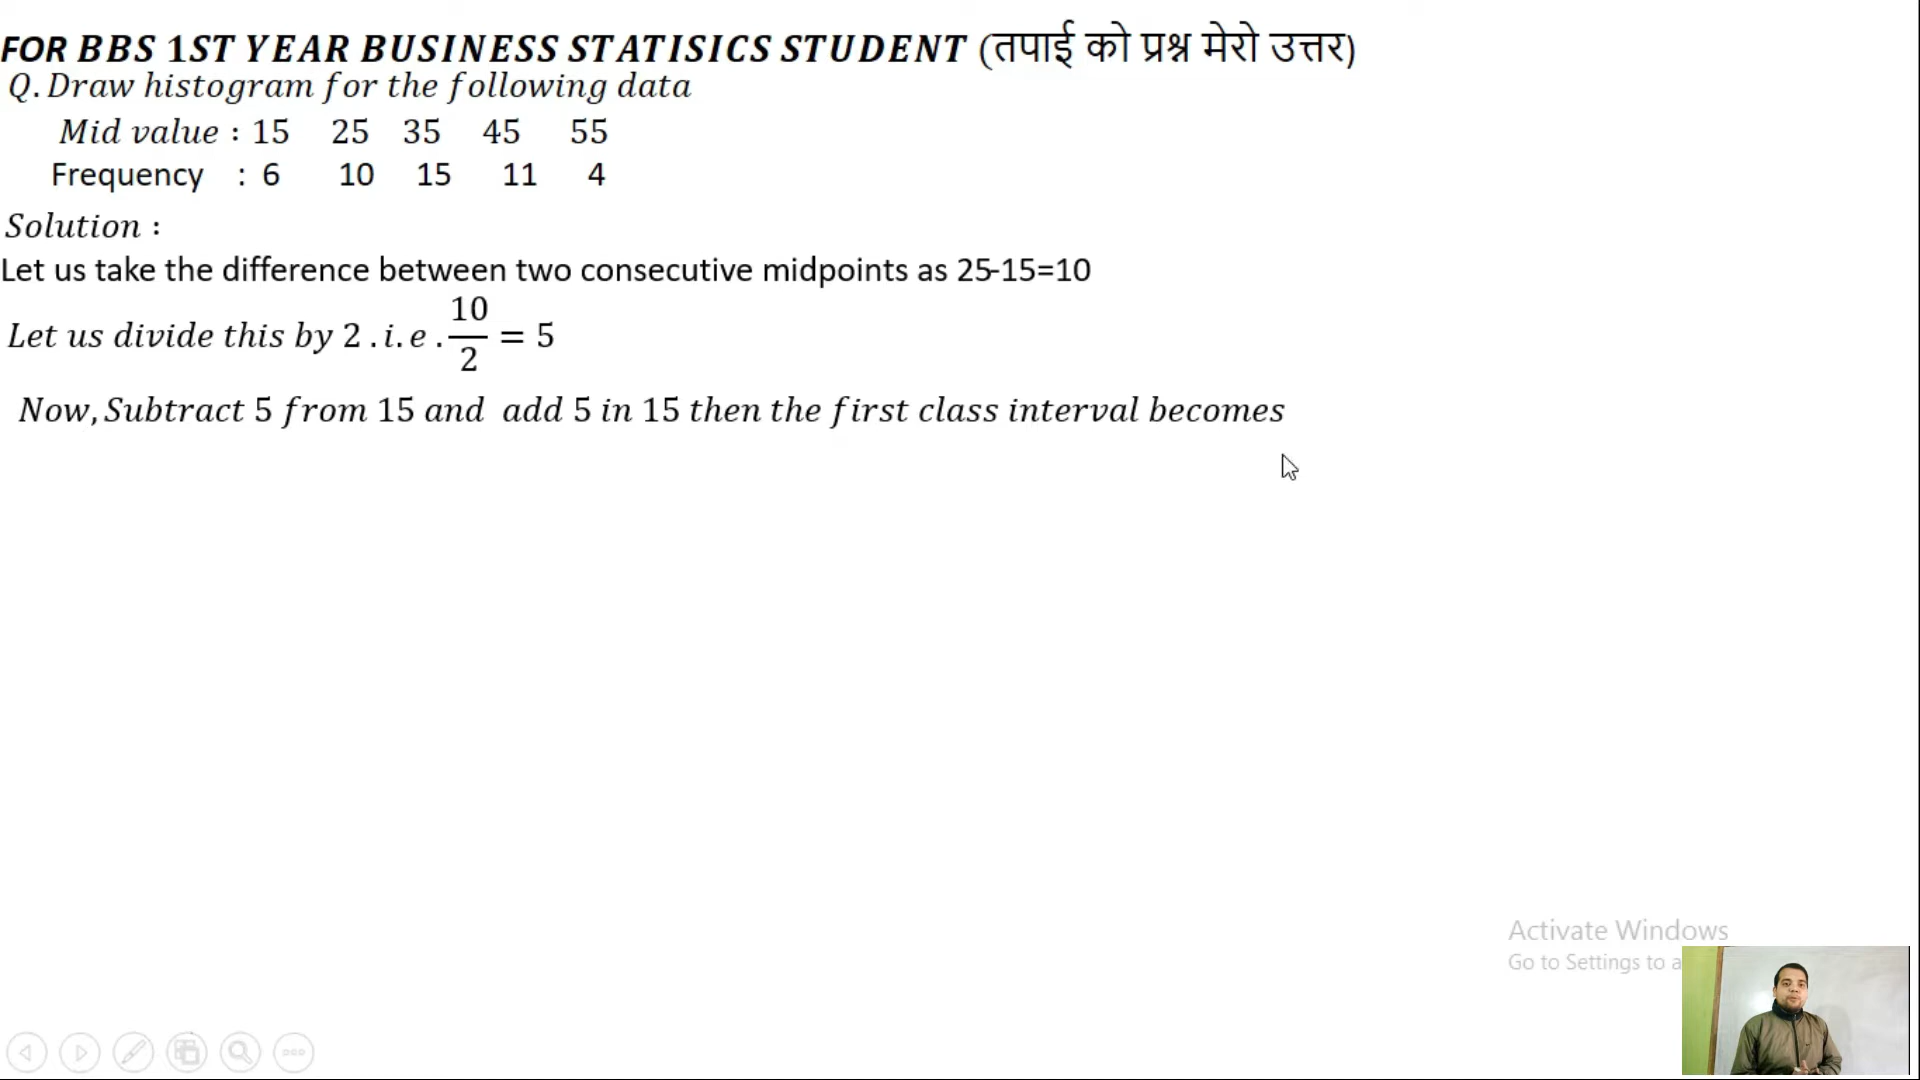 FOR BBS 1ST YEAR BUSINESS STATISICS STUDENT (तपाई को प्रश्न मेरो उत्तर)
Q. Draw histogram for the following data
Mid value : 15 25 35 45 55
Frequency : 6 10 15 11 4
Solution :
Let us take the difference between two consecutive midpoints as 25-15=10
Let us divide this by 2 . i. e . 10/2 = 5
Now, Subtract 5 from 15 and add 5 in 15 then the first class interval becomes
Activate Windows
Go to Settings to a